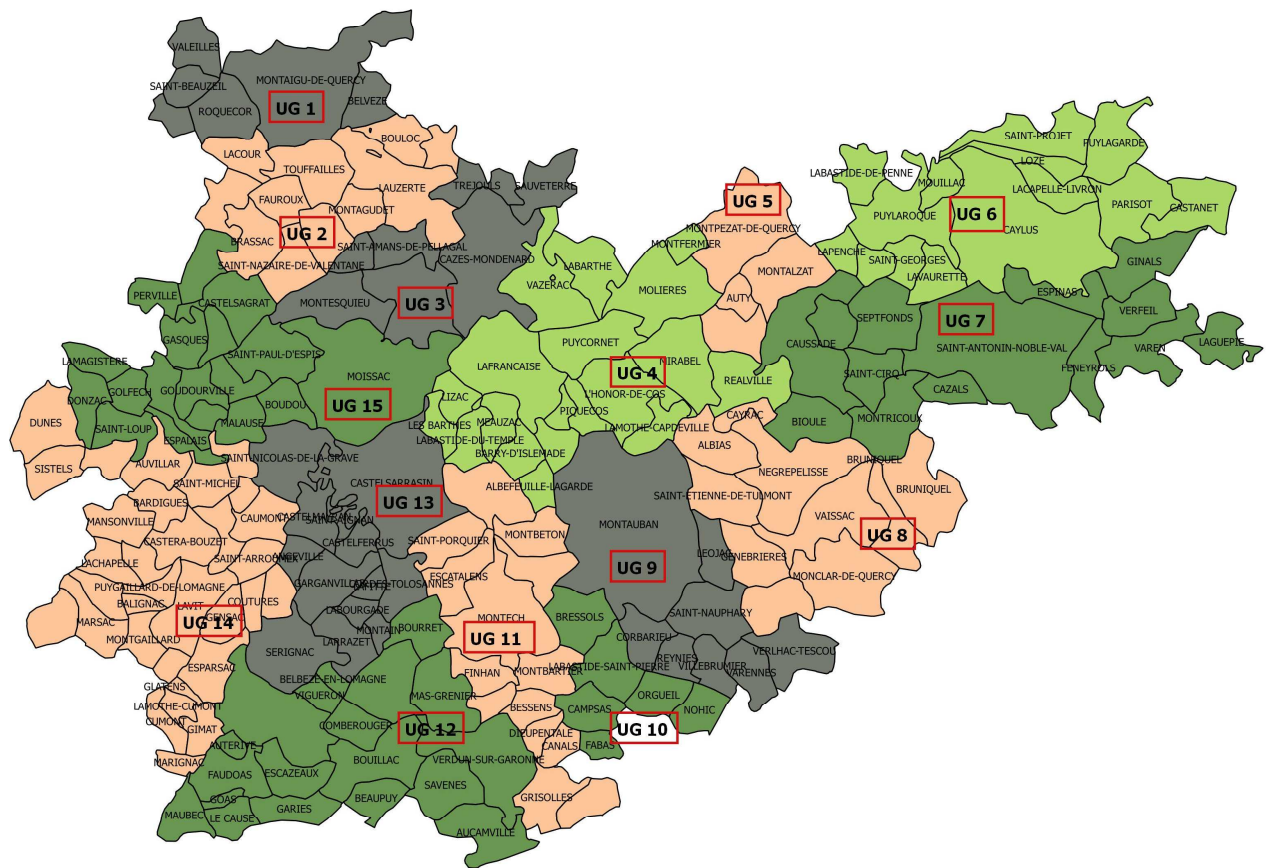 VALEILLES
MONTAIGU-DE-QUERCY
SAINT-BEAUZEIL
BELVEZE
ROQUECOR
UG 1
BOULOC
LACOUR
TOUFFAILLES
LAUZERTE
FAUROUX
MONTAGUDET
UG 2
BRASSAC
SAINT-NAZAIRE-DE-VALENTANE
TREJOULS
SAUVETERRE
SAINT-AMANS-DE-PELLAGAL
CAZES-MONDENARD
MONTESQUIEU
UG 3
UG 5
MONTPEZAT-DE-QUERCY
MONTALZAT
AUTY
SAINT-PROJET
PUYLAGARDE
LOZE
LABASTIDE-DE-PENNE
MOUILLAC
LACAPELLE-LIVRON
PARISOT
CASTANET
PUYLAROQUE
UG 6
CAYLUS
LAPENCHE
SAINT-GEORGES
LAVAURETTE
MONTFERMIER
LABARTHE
VAZERAC
MOLIERES
PUYCORNET
LAFRANCAISE
MIRABEL
UG 4
REALVILLE
L'HONOR-DE-COS
LIZAC
PIQUECOS
LES BARTHES
MEAUZAC
LAMOTHE-CAPDEVILLE
LABASTIDE-DU-TEMPLE
BARRY-D'ISLEMADE
ALBEFEUILLE-LAGARDE
GINALS
ESPINAS
VERFEIL
SEPTFONDS
UG 7
CAUSSADE
SAINT-ANTONIN-NOBLE-VAL
VAREN
LAGUEPIE
FENEYROLS
SAINT-CIRQ
CAZALS
BIOULE
MONTRICOUX
PERVILLE
CASTELSAGRAT
GASQUES
SAINT-PAUL-D'ESPIS
LAMAGISTERE
MOISSAC
GOLFECH
GOUDOURVILLE
DONZAC
BOUDOU
UG 15
SAINT-LOUP
MALAUSE
ESPALAIS
DUNES
SISTELS
AUVILLAR
SAINT-MICHEL
BARDIGUES
MANSONVILLE
CAUMONT
CASTERA-BOUZET
SAINT-ARROUMEX
LACHAPELLE
PUYGAILLARD-DE-LOMAGNE
BALIGNAC
LAVIT
COUTURES
MARSAC
GENSAC
UG 14
MONTGAILLARD
ESPARSAC
GLATENS
LAMOTHE-CUMONT
CUMONT
GIMAT
MARIGNAC
SAINT-NICOLAS-DE-LA-GRAVE
CASTELSARRASIN
UG 13
CASTELMAYRAN
SAINT-AIGNAN
CASTELFERRUS
ANGEVILLE
GARGANVILLAR
CORDES-TOLOSANNES
LAFITTE
LABOURGADE
MONTAIN
LARRAZET
SERIGNAC
CAYRAC
ALBIAS
NEGREPELISSE
BRUNIQUEL
BRUNIQUEL
SAINT-ETIENNE-DE-TULMONT
VAISSAC
UG 8
GENEBRIERES
MONCLAR-DE-QUERCY
MONTAUBAN
LEOJAC
UG 9
SAINT-NAUPHARY
CORBARIEU
REYNIES
VILLEBRUMIER
VERLHAC-TESCOU
VARENNES
SAINT-PORQUIER
MONTBETON
ESCATALENS
MONTECH
UG 11
FINHAN
MONTBARTIER
BESSENS
DIEUPENTALE
CANALS
GRISOLLES
BRESSOLS
LABASTIDE-SAINT-PIERRE
CAMPSAS
ORGUEIL
NOHIC
UG 10
FABAS
BOURRET
BELBEZE-EN-LOMAGNE
VIGUERON
MAS-GRENIER
COMBEROUGER
UG 12
AUTERIVE
BOUILLAC
VERDUN-SUR-GARONNE
FAUDOAS
ESCAZEAUX
SAVENES
GOAS
BEAUPUY
MAUBEC
LE CAUSE
GARIES
AUCAMVILLE